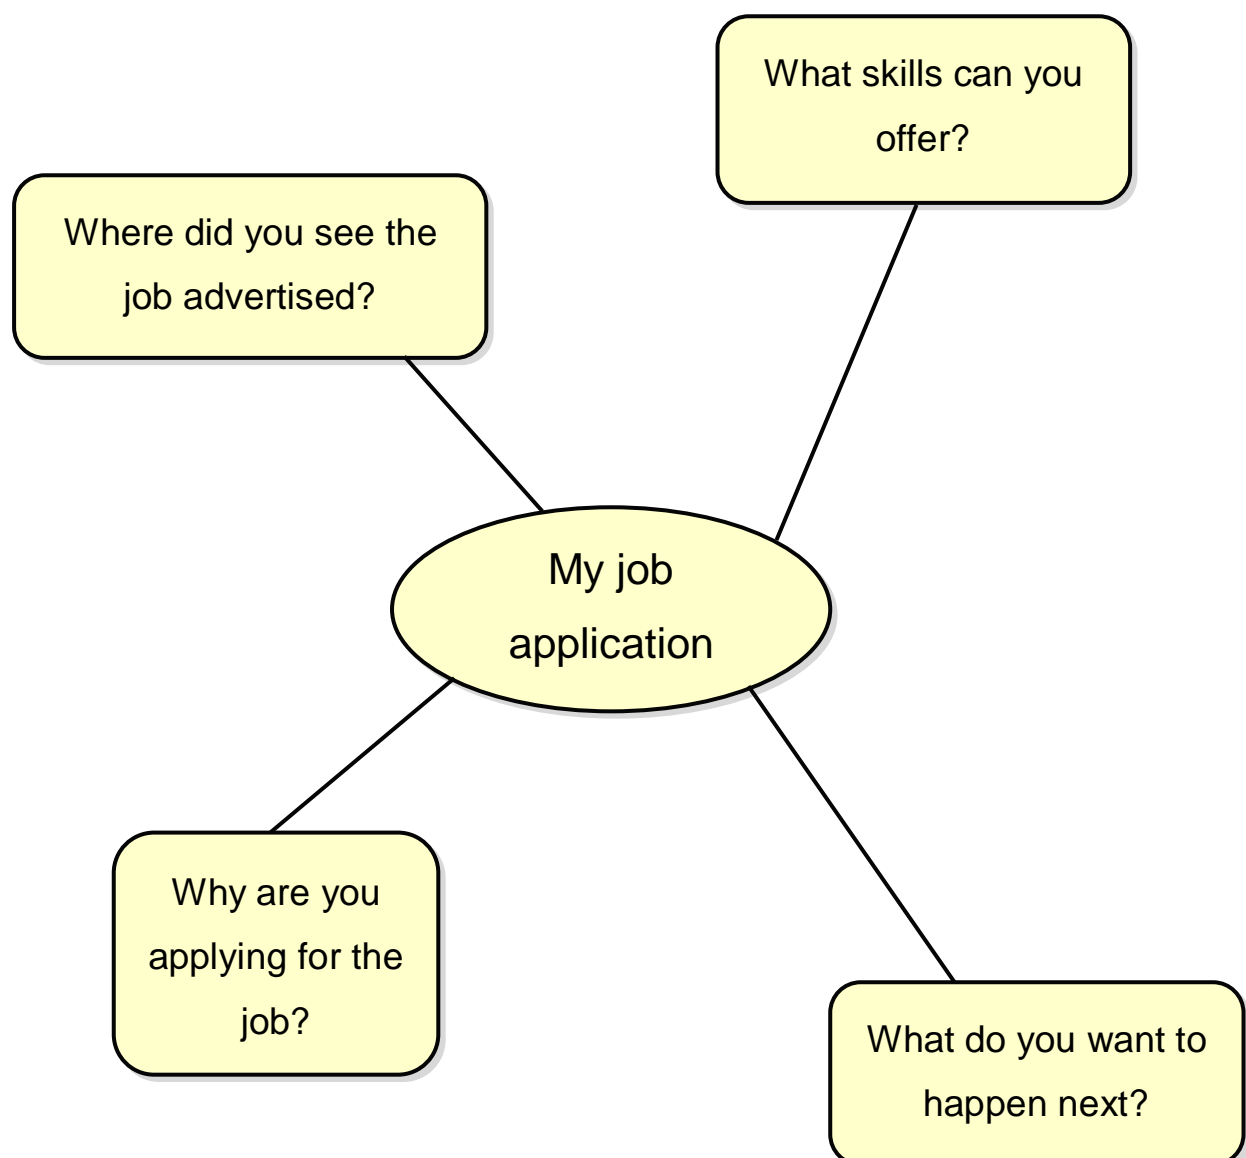 What skills can you
offer?
Where did you see the
job advertised?
My job
application
Why are you
applying for the
job?
What do you want to
happen next?